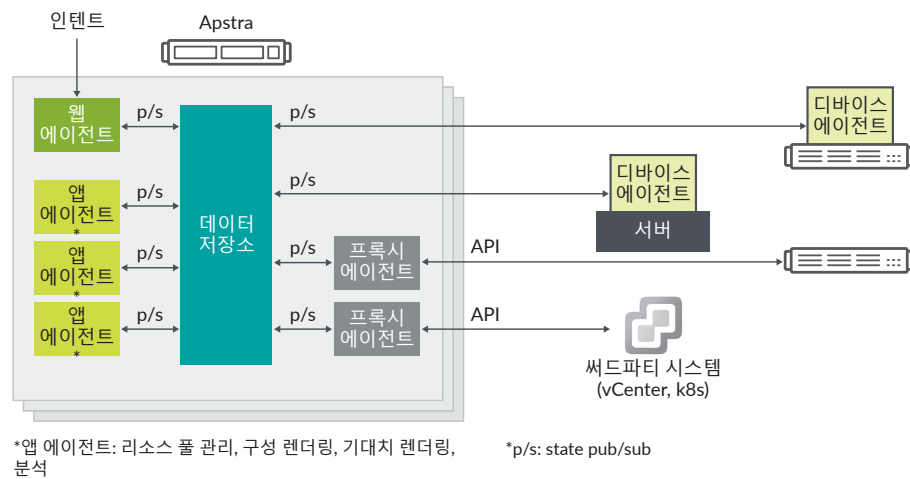 인텐트
Apstra
웹
에이전트
p/s
p/s
디바이스
에이전트
앱
에이전트
*
p/s
p/s
디바이스
에이전트
서버
데이터
저장소
앱
에이전트
*
p/s
p/s
프록시
에이전트
API
앱
에이전트
*
p/s
p/s
프록시
에이전트
API
써드파티 시스템
(vCenter, k8s)
*앱 에이전트: 리소스 풀 관리, 구성 렌더링, 기대치 렌더링,
분석
*p/s: state pub/sub